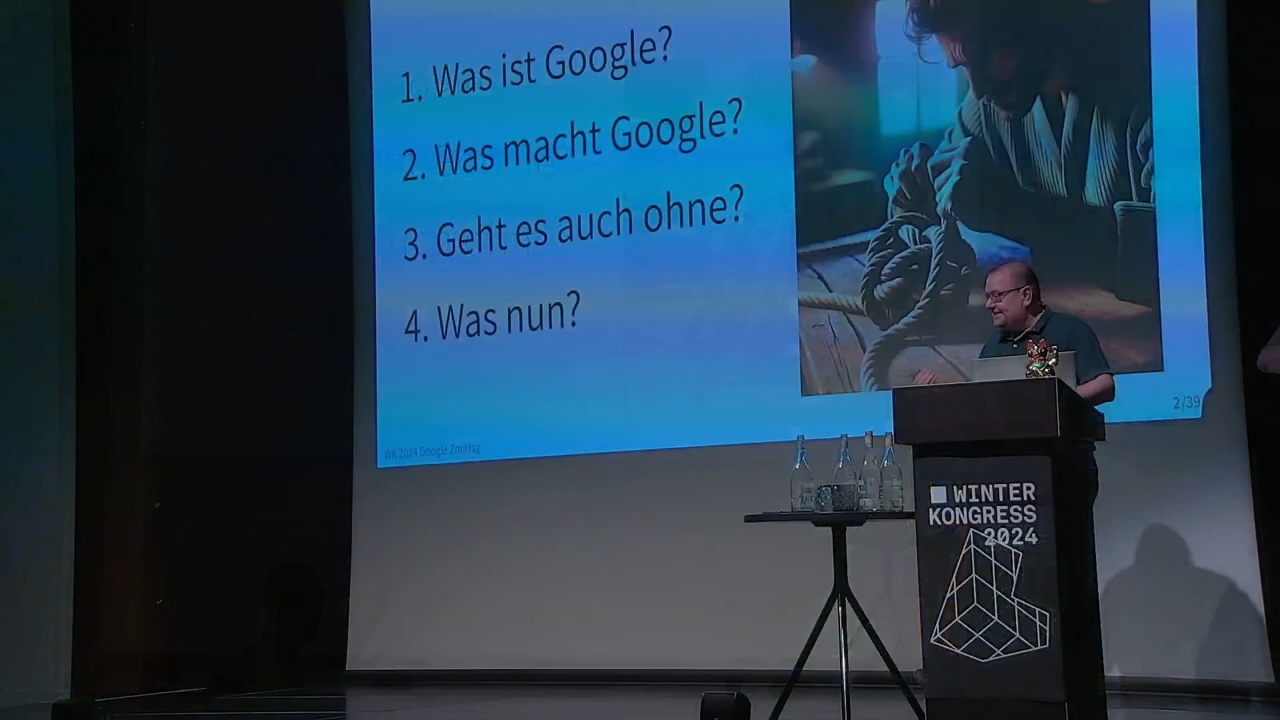 1. Was ist Google?
2. Was macht Google?
3. Geht es auch ohne?
4. Was nun?
2/39
WK 2024 Google Zmittag
WINTER
KONGRESS
2024